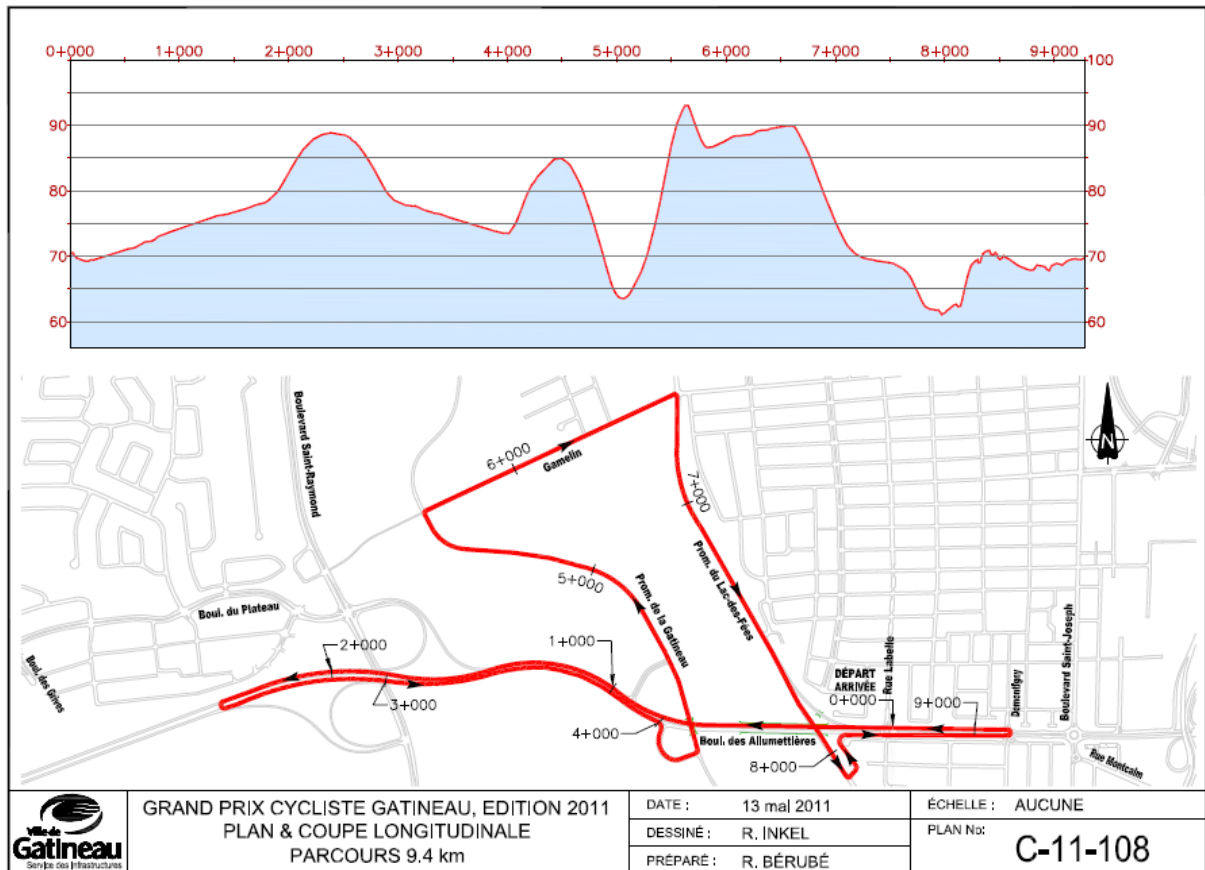 0+000 1+000 2+000 3+000 4+000 5+000 6+000 7+000 8+000 9+000
100
90 90
80 80
70 70
60 60
Boulevard Saint-Raymond
6+000
Gamelin
7+000
Prom. du Lac-des-Fées
5+000
Prom. de la Gatineau
Boul. du Plateau
Boul. des Grives
2+000
3+000
1+000
4+000
Boul. des Allumettières
DÉPART
ARRIVÉE
0+000
Rue Labelle
9+000
8+000
Demontigny
Boulevard Saint-Joseph
Rue Montcalm
N
Ville de
Gatineau
Service des Infrastructures
GRAND PRIX CYCLISTE GATINEAU, EDITION 2011
PLAN & COUPE LONGITUDINALE
PARCOURS 9.4 km
DATE : 13 mai 2011
DESSINÉ : R. INKEL
PRÉPARÉ : R. BÉRUBÉ
ÉCHELLE : AUCUNE
PLAN No:
C-11-108